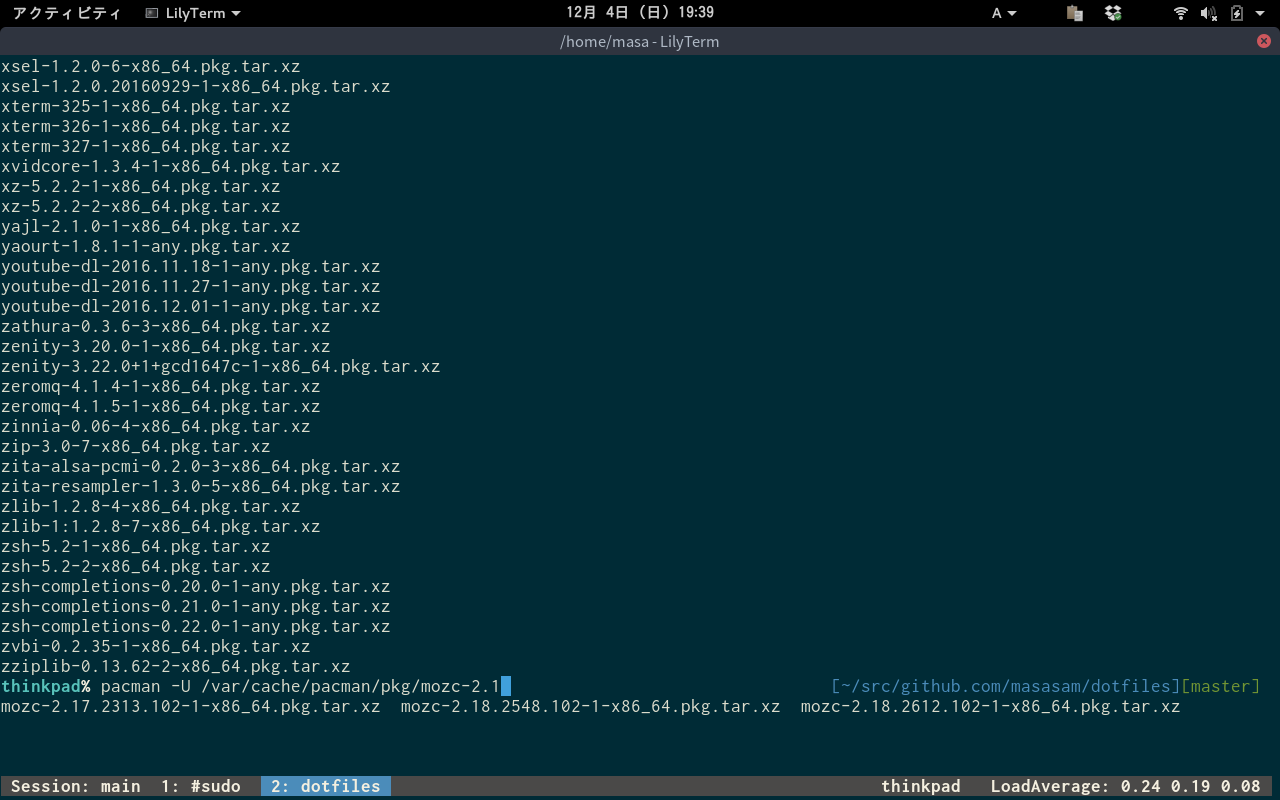 アクティビティ LilyTerm 12月 4日 (日) 19:39 A
/home/masa - LilyTerm
xsel-1.2.0-6-x86_64.pkg.tar.xz
xsel-1.2.0.20160929-1-x86_64.pkg.tar.xz
xterm-325-1-x86_64.pkg.tar.xz
xterm-326-1-x86_64.pkg.tar.xz
xterm-327-1-x86_64.pkg.tar.xz
xvidcore-1.3.4-1-x86_64.pkg.tar.xz
xz-5.2.2-1-x86_64.pkg.tar.xz
xz-5.2.2-2-x86_64.pkg.tar.xz
yajl-2.1.0-1-x86_64.pkg.tar.xz
yaourt-1.8.1-1-any.pkg.tar.xz
youtube-dl-2016.11.18-1-any.pkg.tar.xz
youtube-dl-2016.11.27-1-any.pkg.tar.xz
youtube-dl-2016.12.01-1-any.pkg.tar.xz
zathura-0.3.6-3-x86_64.pkg.tar.xz
zenity-3.20.0-1-x86_64.pkg.tar.xz
zenity-3.22.0+1+gcd1647c-1-x86_64.pkg.tar.xz
zeromq-4.1.4-1-x86_64.pkg.tar.xz
zeromq-4.1.5-1-x86_64.pkg.tar.xz
zinnia-0.06-4-x86_64.pkg.tar.xz
zip-3.0-7-x86_64.pkg.tar.xz
zita-alsa-pcmi-0.2.0-3-x86_64.pkg.tar.xz
zita-resampler-1.3.0-5-x86_64.pkg.tar.xz
zlib-1.2.8-4-x86_64.pkg.tar.xz
zlib-1:1.2.8-7-x86_64.pkg.tar.xz
zsh-5.2-1-x86_64.pkg.tar.xz
zsh-5.2-2-x86_64.pkg.tar.xz
zsh-completions-0.20.0-1-any.pkg.tar.xz
zsh-completions-0.21.0-1-any.pkg.tar.xz
zsh-completions-0.22.0-1-any.pkg.tar.xz
zvbi-0.2.35-1-x86_64.pkg.tar.xz
zziplib-0.13.62-2-x86_64.pkg.tar.xz
thinkpad% pacman -U /var/cache/pacman/pkg/mozc-2.1 [~/src/github.com/masasam/dotfiles][master]
mozc-2.17.2313.102-1-x86_64.pkg.tar.xz mozc-2.18.2548.102-1-x86_64.pkg.tar.xz mozc-2.18.2612.102-1-x86_64.pkg.tar.xz
Session: main 1: #sudo 2: dotfiles thinkpad LoadAverage: 0.24 0.19 0.08